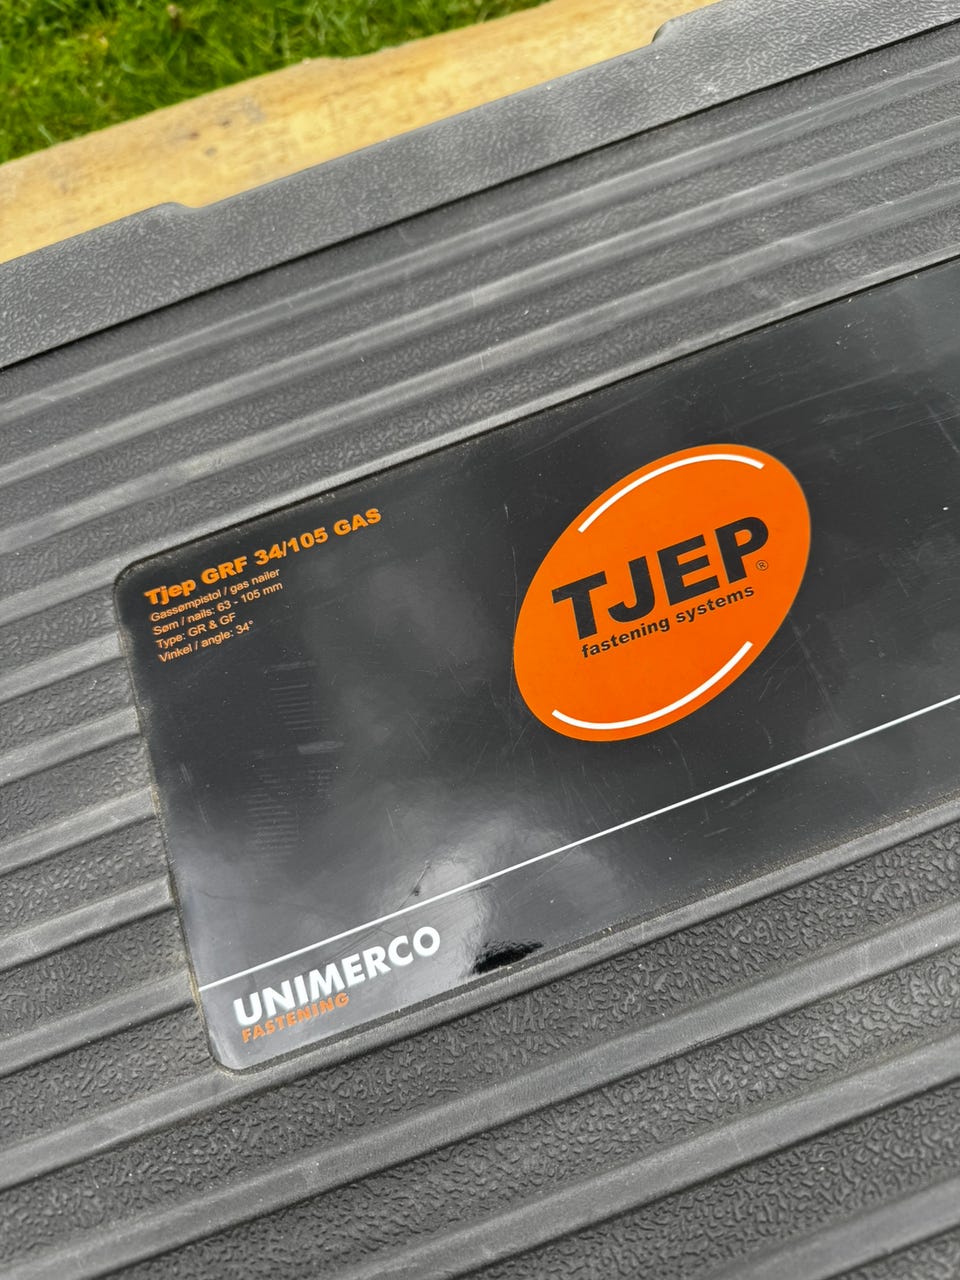 Tjep GRF 34/105 GAS
Gassømpistol / gas nailer
Søm / nails: 63 - 105 mm
Type: GR & GF
Vinkel / angle: 34°
TJEP®
fastening systems
UNIMERCO
FASTENING